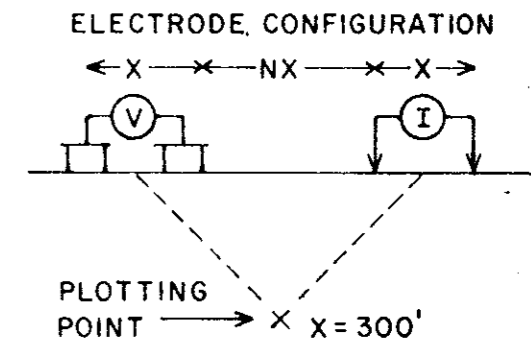 ELECTRODE, CONFIGURATION
X NX X
V I
PLOTTING
POINT X X = 300'